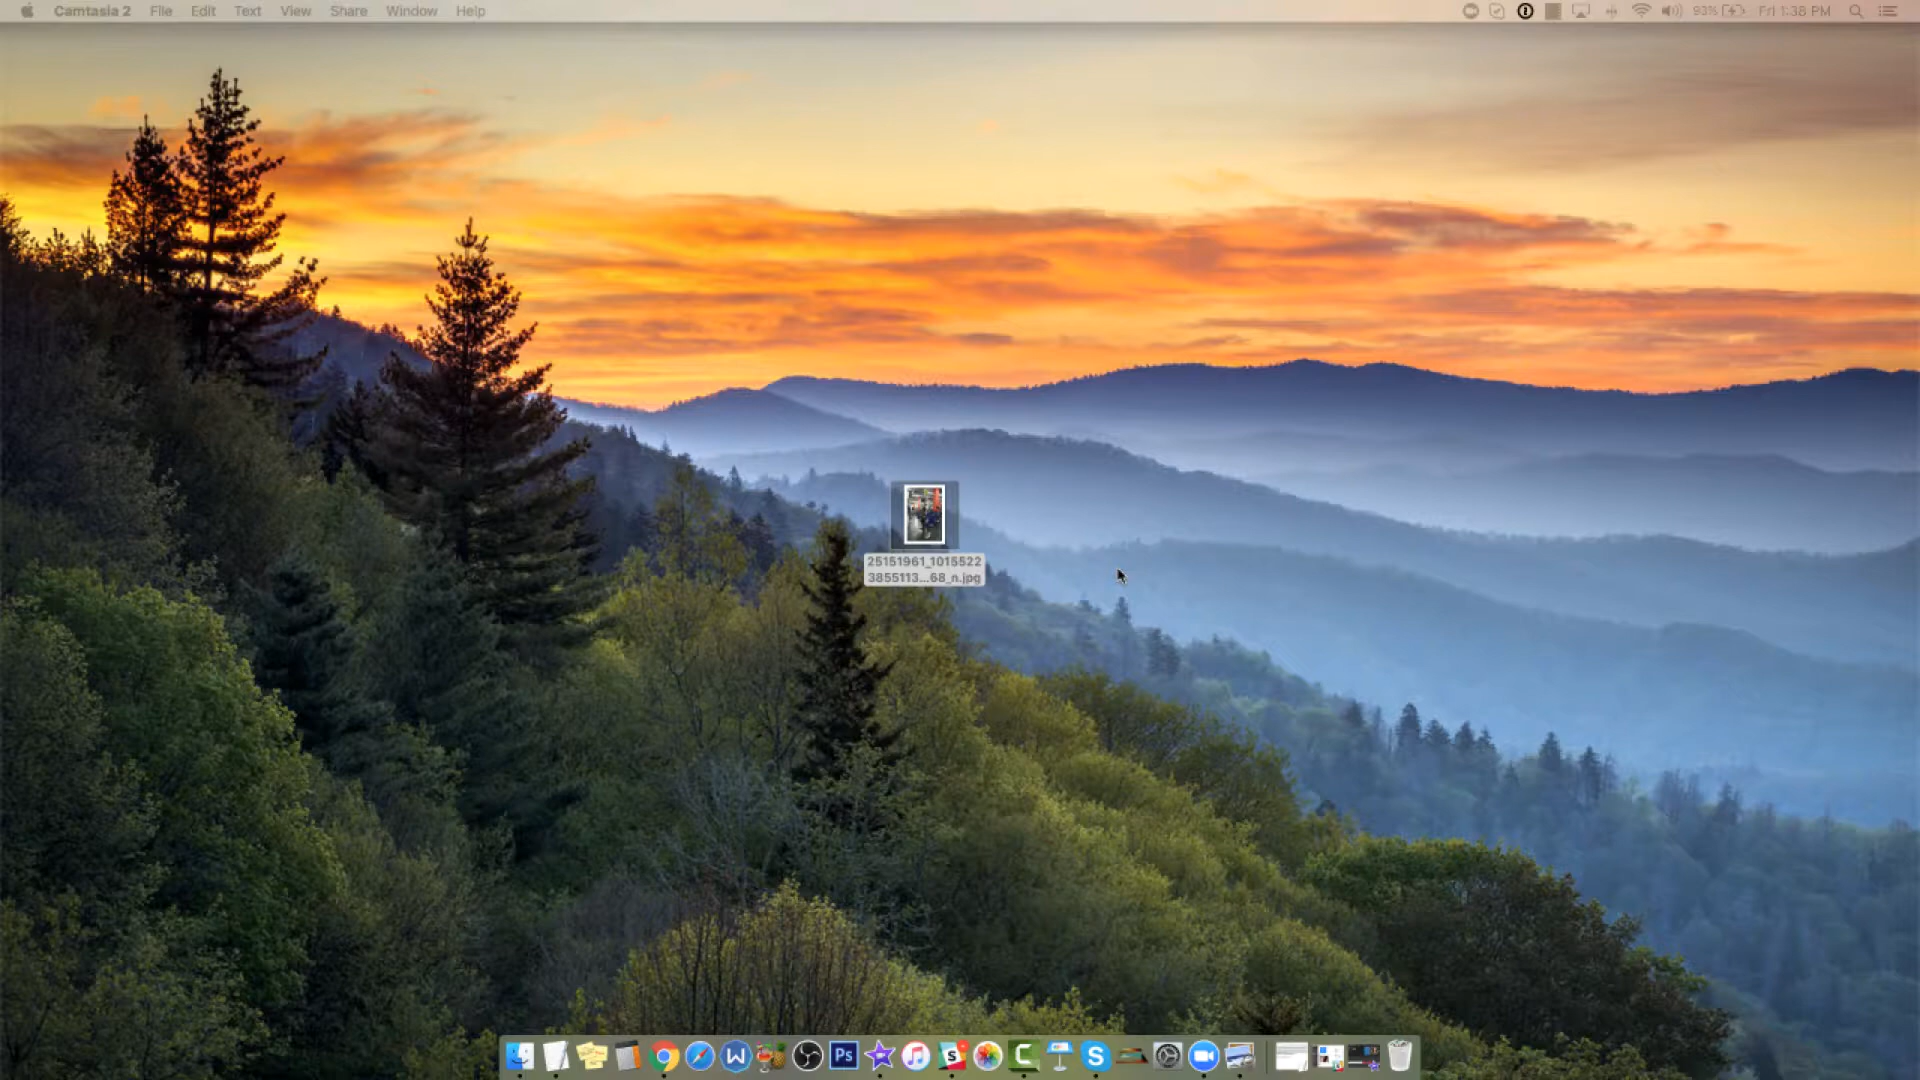 Camtasia 2 File Edit Text View Share Window Help 93% Fri 1:38 PM
25151961_1015522
3855113...68_n.jpg